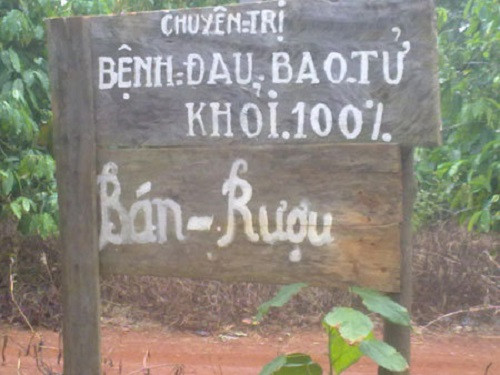 CHUYÊN=TRỊ
BỆNH=ĐAU.BAO.TỬ
KHỎI.100%
Bán-Rượu